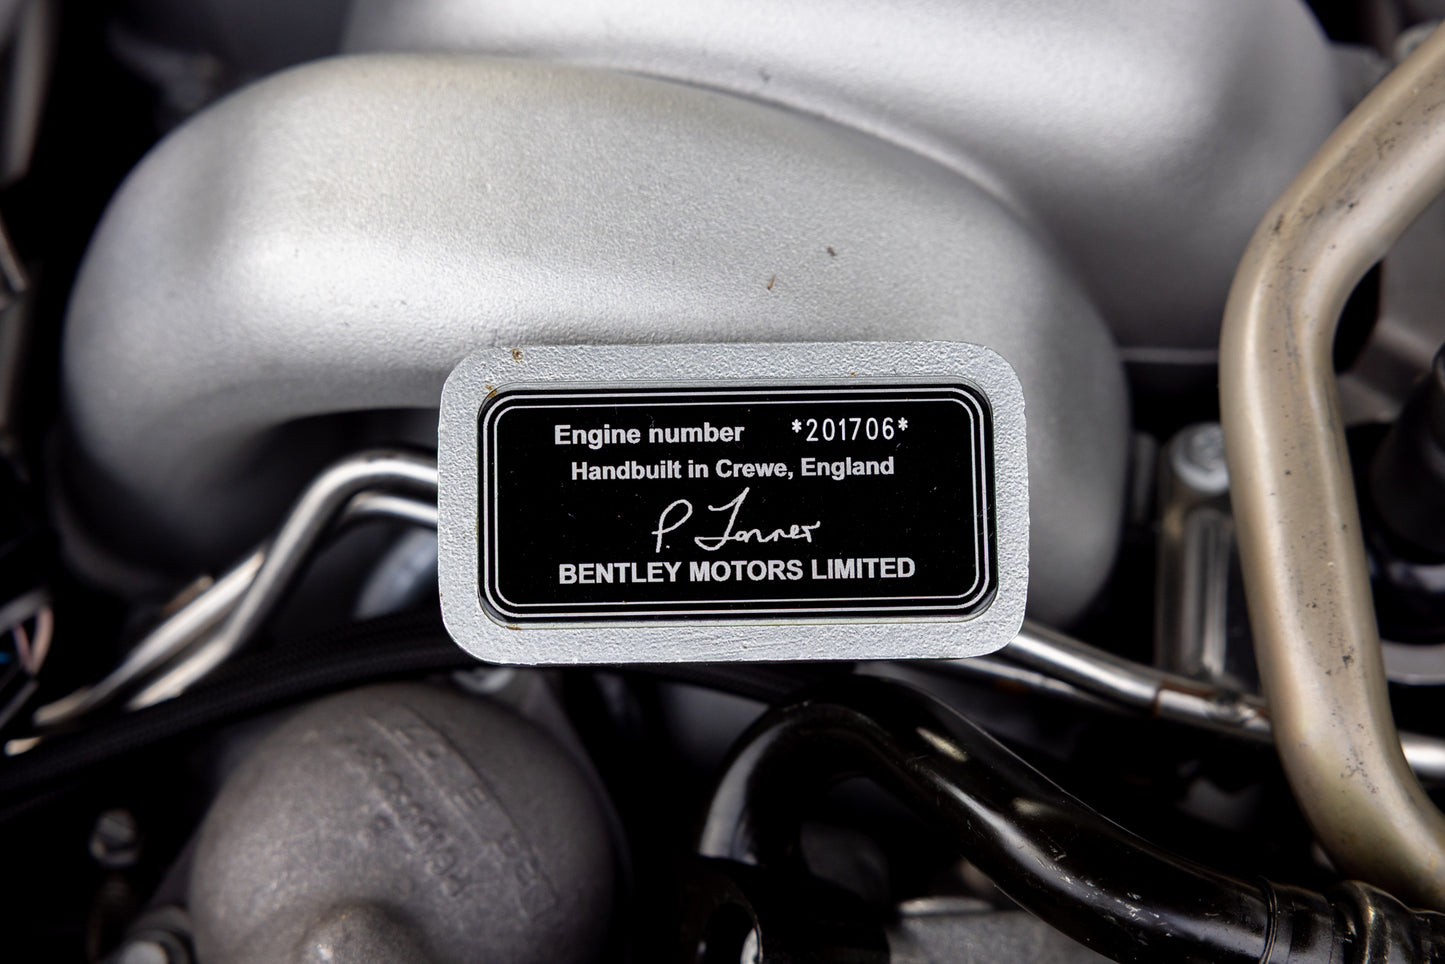 Engine number *201706*
Handbuilt in Crewe, England
P. Tonner
BENTLEY MOTORS LIMITED